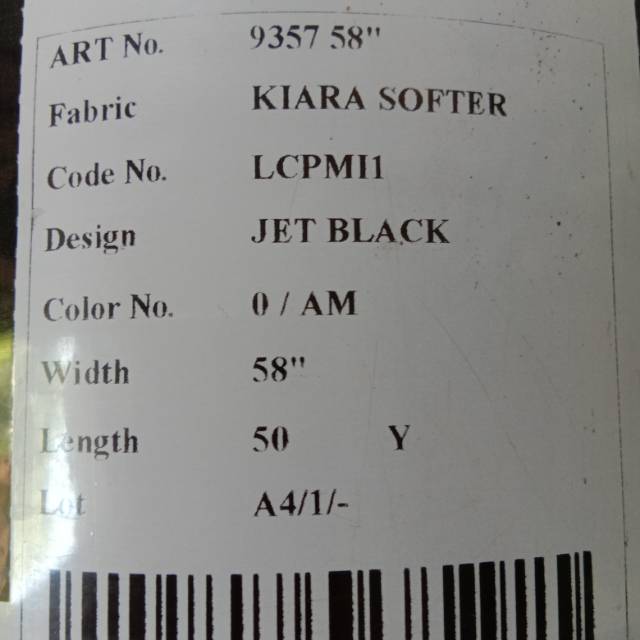 ART No. 9357 58"
Fabric KIARA SOFTER
Code No. LCPMI1
Design JET BLACK
Color No. 0 / AM
Width 58"
Length 50 Y
Lot A4/1/-